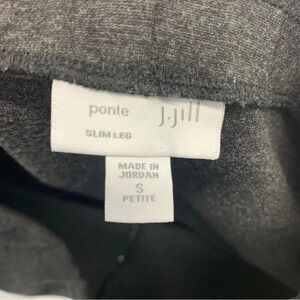 ponte J.Jill
SLIM LEG
MADE IN
JORDAN
S
PETITE